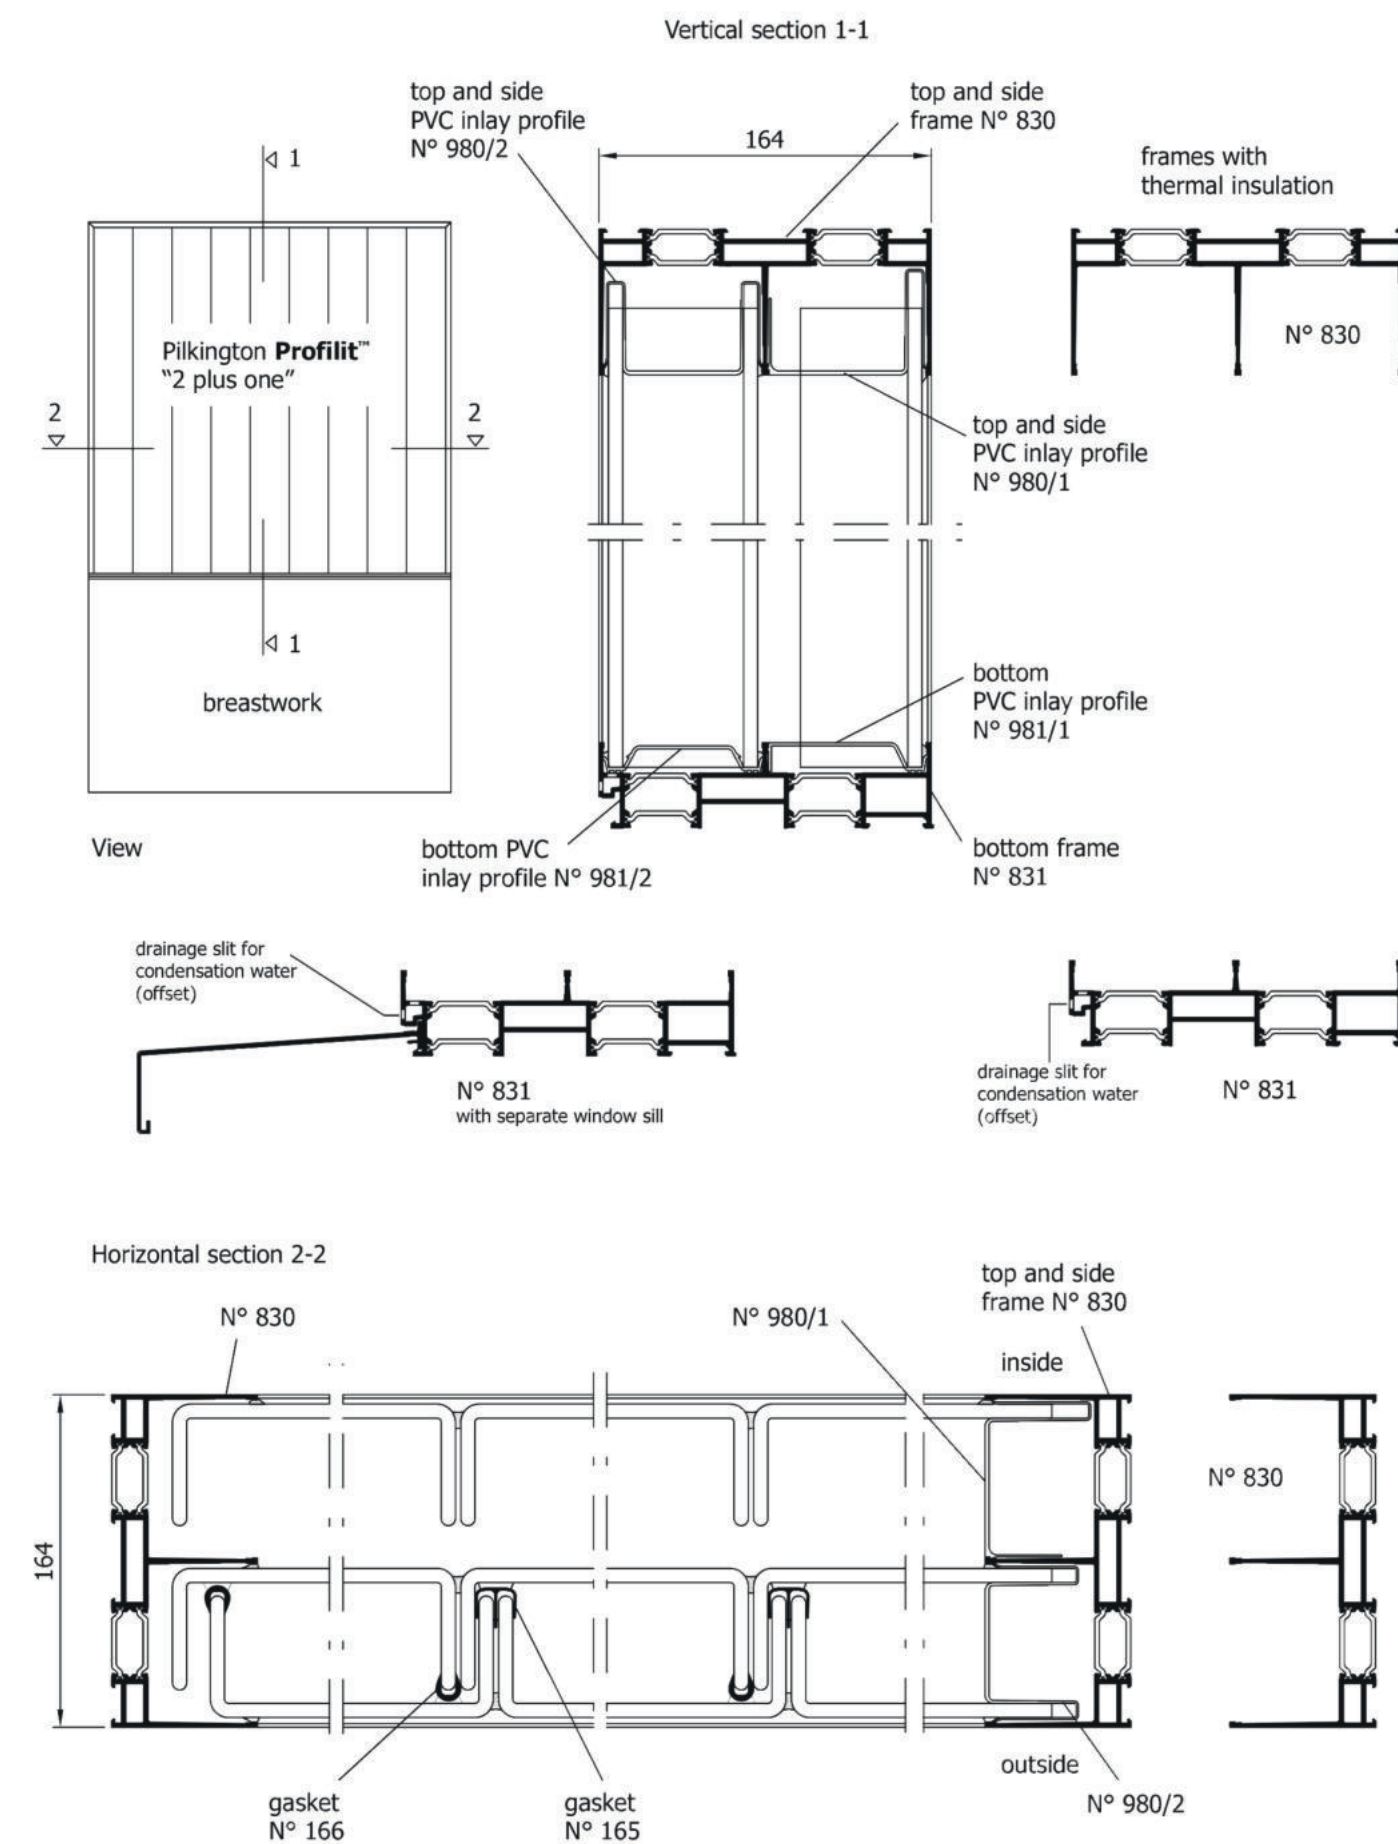 Vertical section 1-1
top and side
PVC inlay profile
N° 980/2
top and side
frame N° 830
164
frames with
thermal insulation
1
N° 830
Pilkington Profilit™
“2 plus one”
2
2
top and side
PVC inlay profile
N° 980/1
1
breastwork
bottom
PVC inlay profile
N° 981/1
View
bottom PVC
inlay profile N° 981/2
bottom frame
N° 831
drainage slit for
condensation water
(offset)
N° 831
with separate window sill
drainage slit for
condensation water
(offset)
N° 831
Horizontal section 2-2
N° 830
N° 980/1
top and side
frame N° 830
inside
164
N° 830
outside
gasket
N° 166
gasket
N° 165
N° 980/2